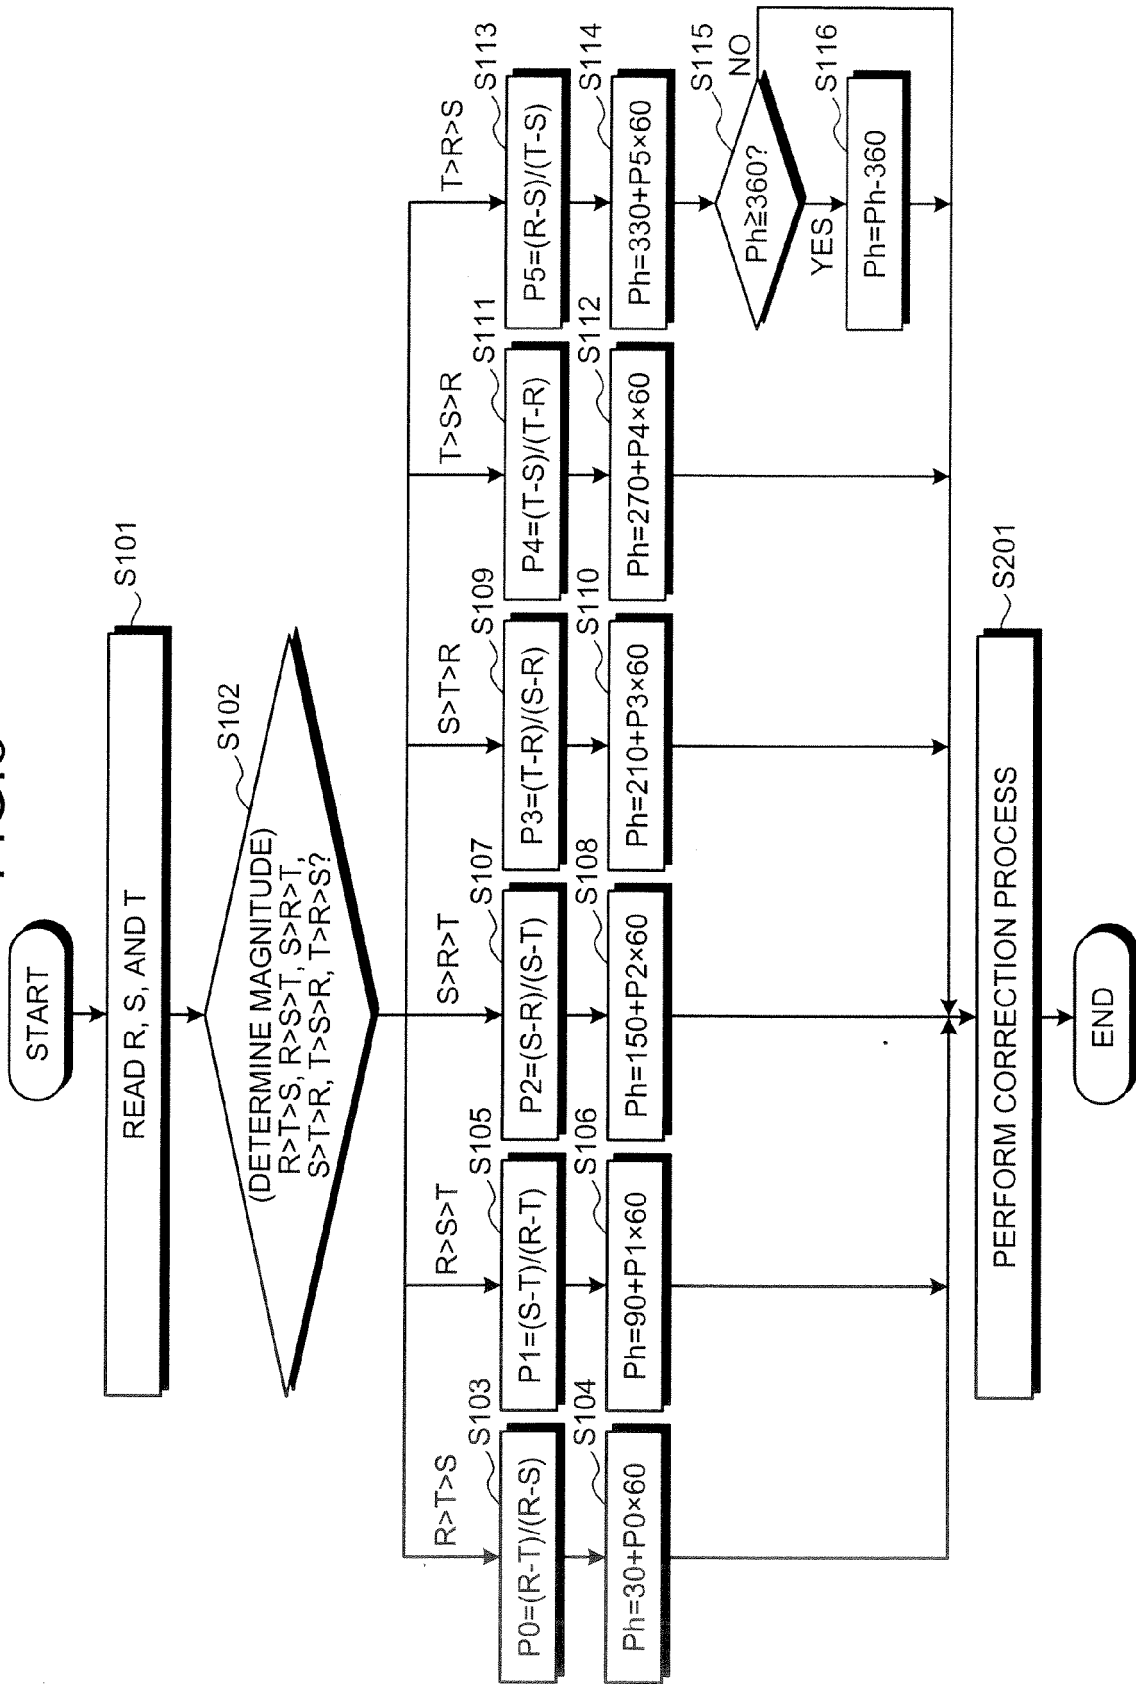 START
READ R, S, AND T
S101
(DETERMINE MAGNITUDE)
R>T>S, R>S>T, S>R>T,
S>T>R, T>S>R, T>R>S?
S102
R>T>S
S103
P0=(R-T)/(R-S)
S104
Ph=30+P0×60
R>S>T
S105
P1=(S-T)/(R-T)
S106
Ph=90+P1×60
S>R>T
S107
P2=(S-R)/(S-T)
S108
Ph=150+P2×60
S>T>R
S109
P3=(T-R)/(S-R)
S110
Ph=210+P3×60
T>S>R
S111
P4=(T-S)/(T-R)
S112
Ph=270+P4×60
T>R>S
S113
P5=(R-S)/(T-S)
S114
Ph=330+P5×60
S115
Ph≧360?
NO
YES
S116
Ph=Ph-360
PERFORM CORRECTION PROCESS
S201
END